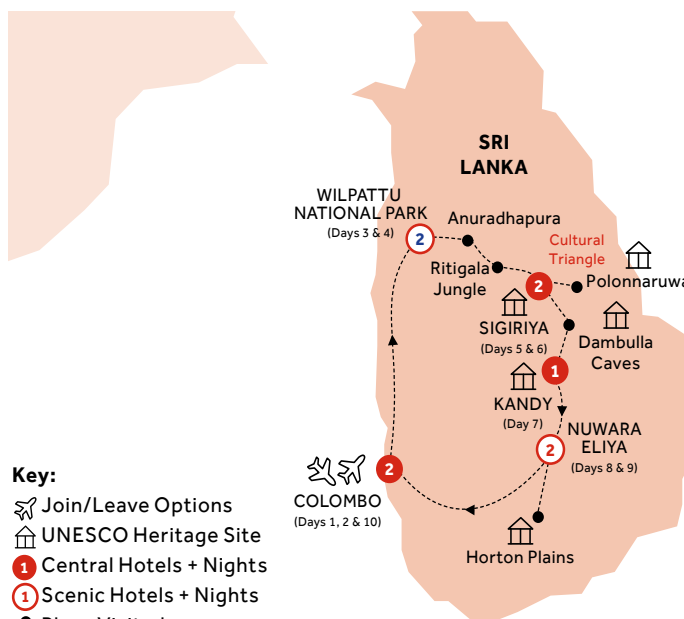 SRI
LANKA
WILPATTU
NATIONAL PARK
(Days 3 & 4)
2
Anuradhapura
Ritigala
Jungle
Cultural
Triangle
Polonnaruwa
2
SIGIRIYA
(Days 5 & 6)
Dambulla
Caves
1
KANDY
(Day 7)
NUWARA
ELIYA
(Days 8 & 9)
2
2
COLOMBO
(Days 1, 2 & 10)
Horton Plains
Key:
Join/Leave Options
UNESCO Heritage Site
1 Central Hotels + Nights
1 Scenic Hotels + Nights